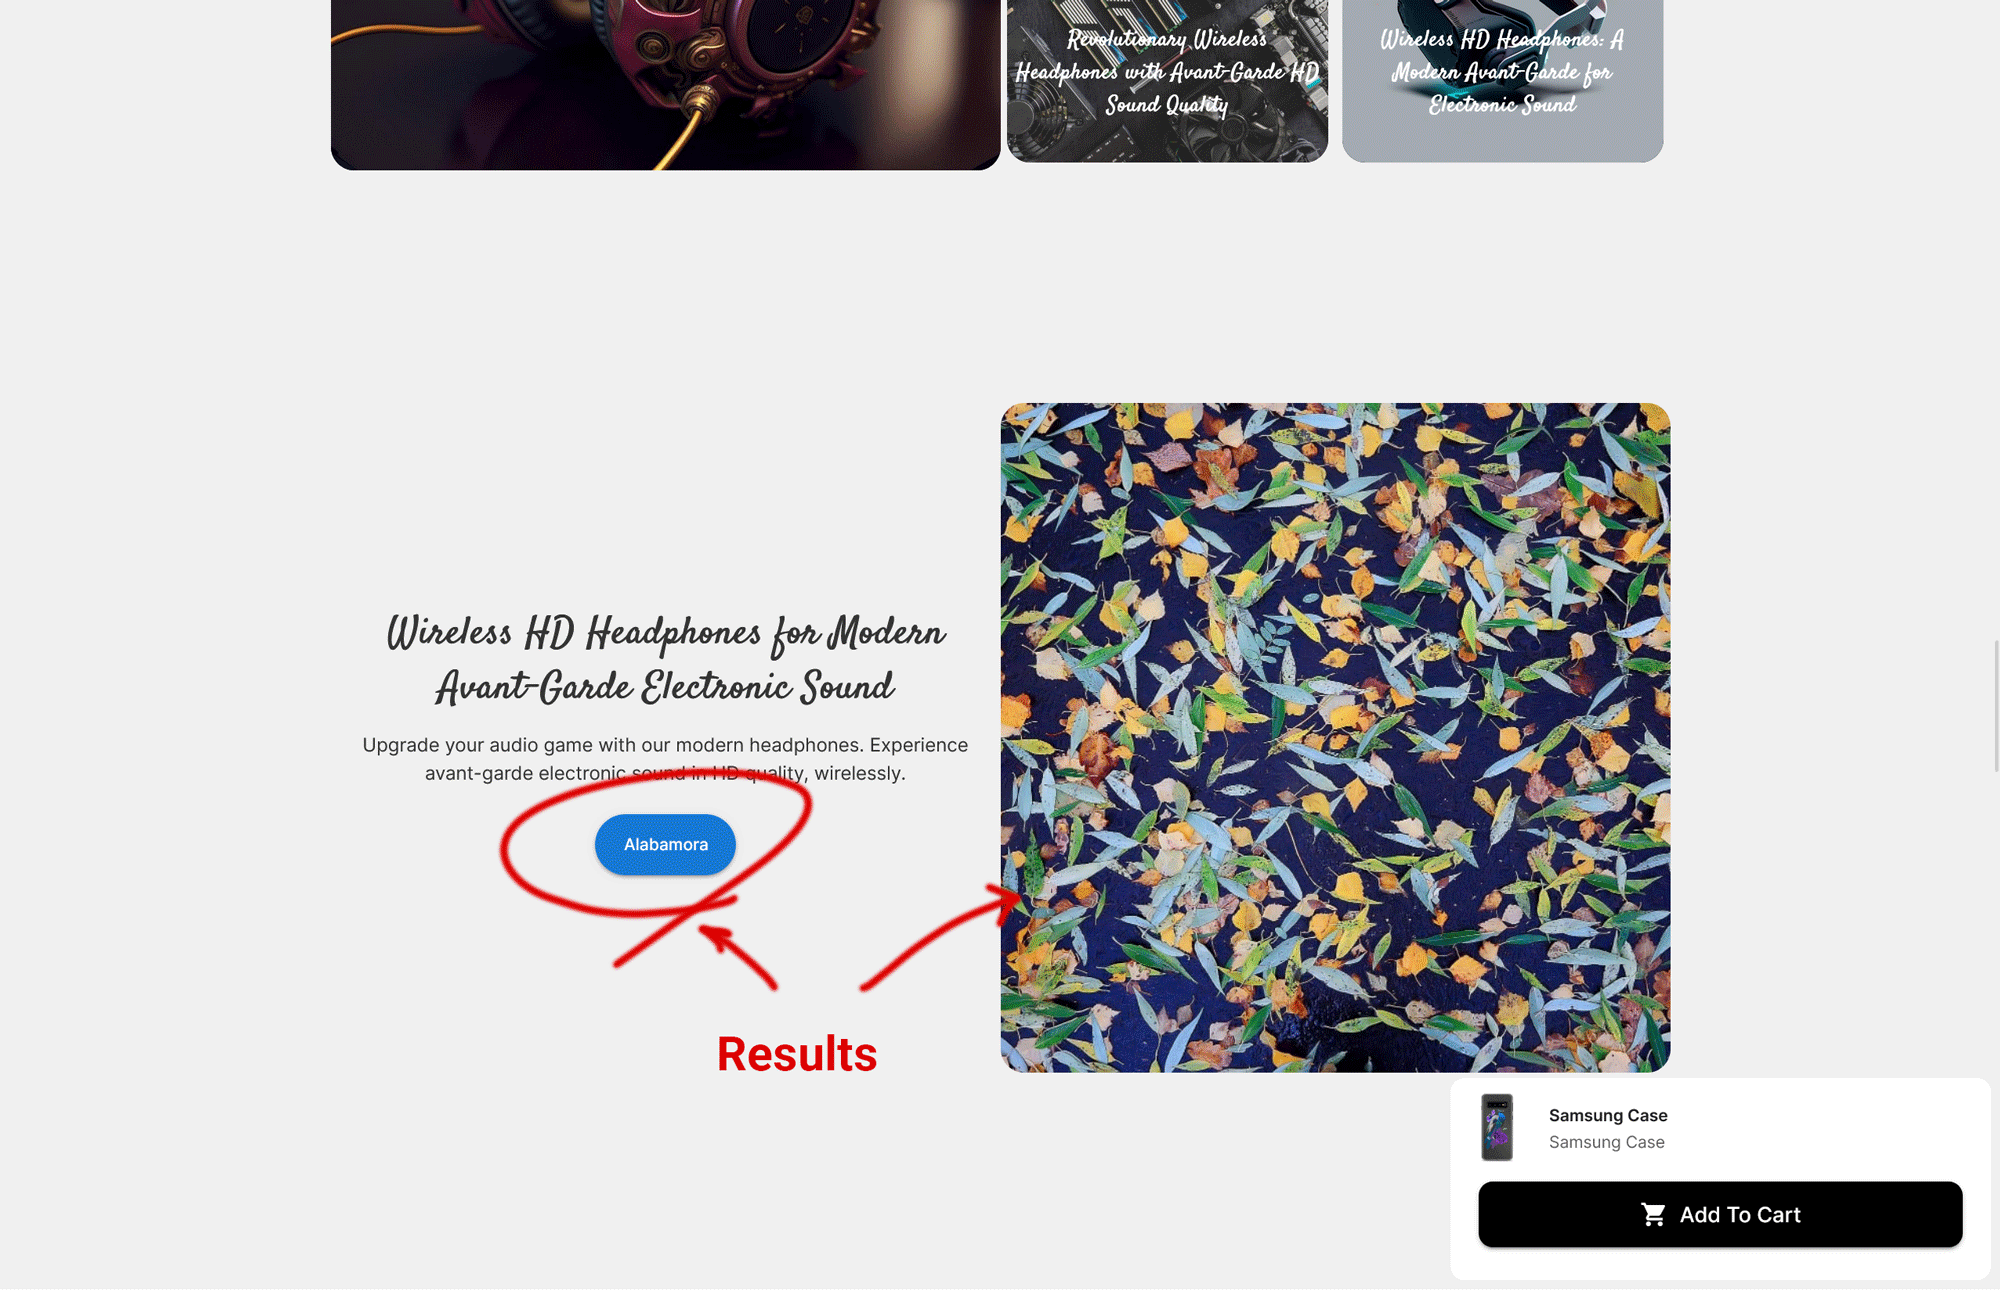 Revolutionary Wireless
Headphones with Avant-Garde HD
Sound Quality
Wireless HD Headphones: A
Modern Avant-Garde for
Electronic Sound
Wireless HD Headphones for Modern
Avant-Garde Electronic Sound
Upgrade your audio game with our modern headphones. Experience
avant-garde electronic sound in HD quality, wirelessly.
Alabamora
Results
Samsung Case
Samsung Case
Add To Cart